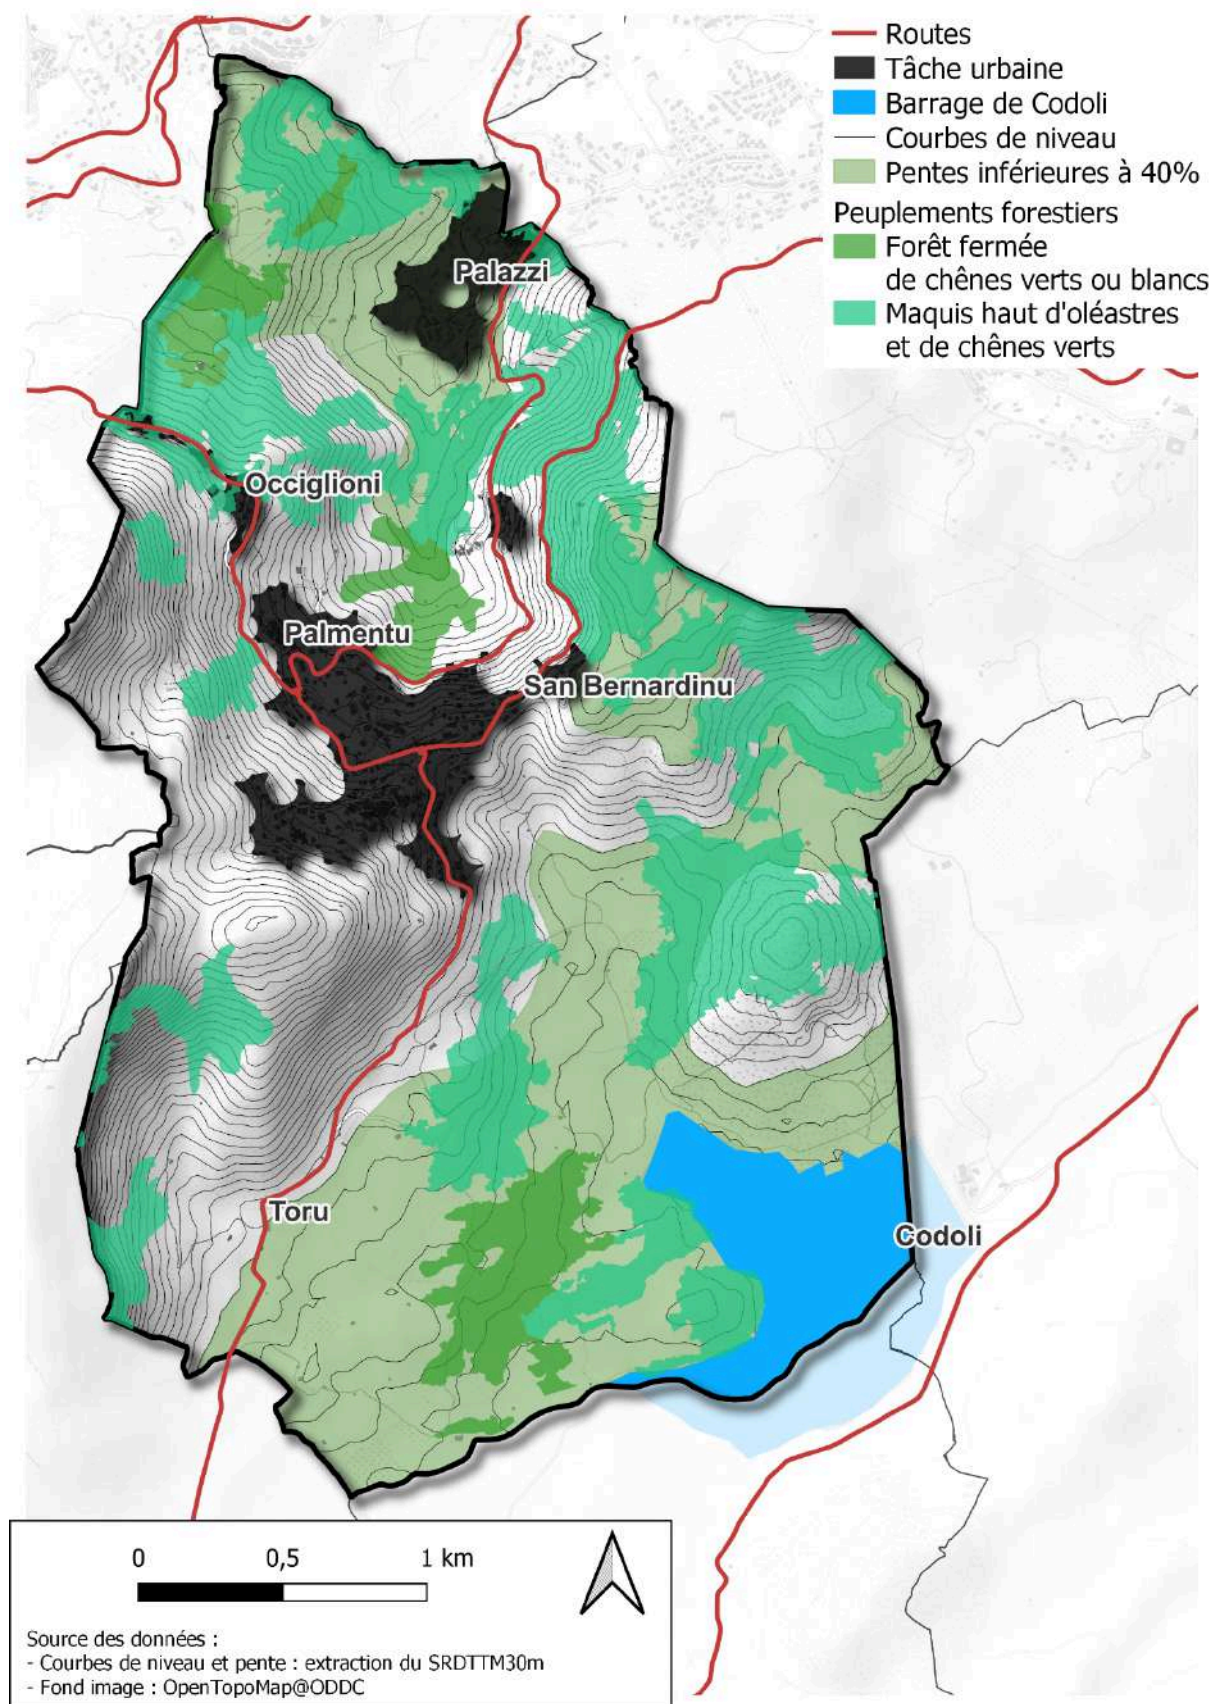 Routes
Tâche urbaine
Barrage de Codoli
Courbes de niveau
Pentes inférieures à 40%
Peuplements forestiers
Forêt fermée
de chênes verts ou blancs
Maquis haut d'oléastres
et de chênes verts
Palazzi
Occiglioni
Palmentu
San Bernardinu
Toru
Codoli
0 0,5 1 km
Source des données :
- Courbes de niveau et pente : extraction du SRDTTM30m
- Fond image : OpenTopoMap@ODDC